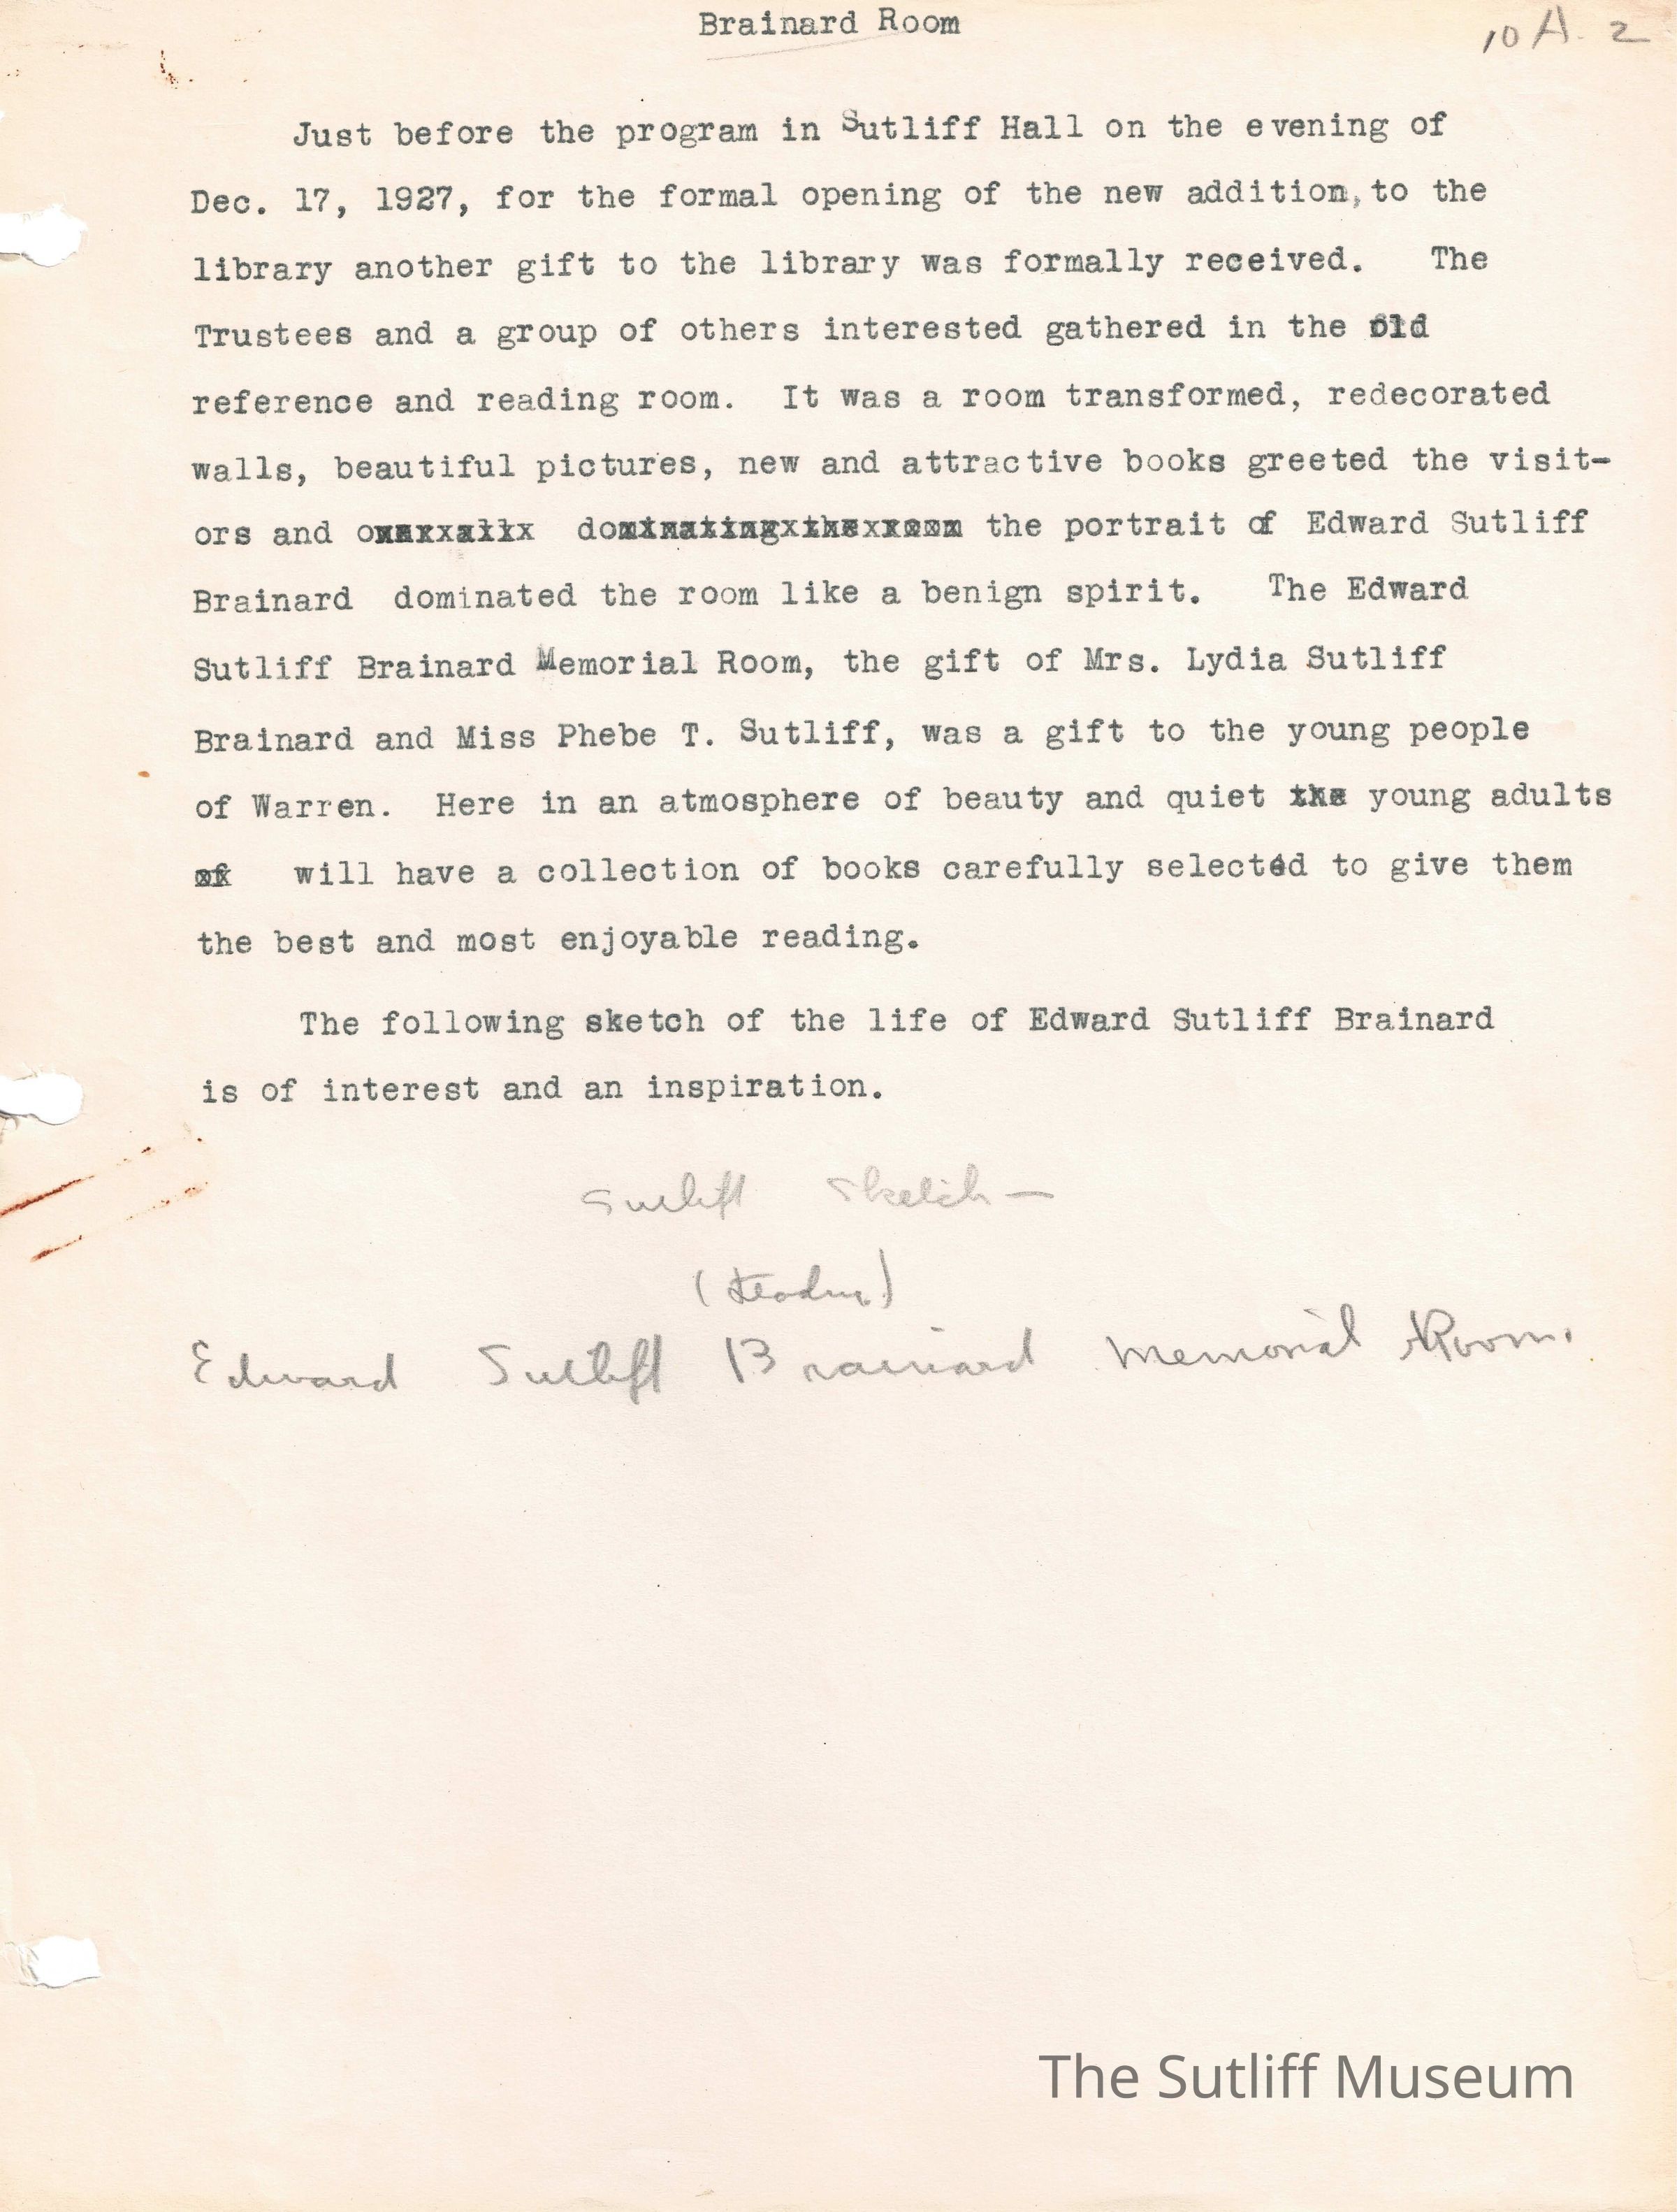 Brainard Room
10 A. 2
Just before the program in Sutliff Hall on the evening of
Dec. 17, 1927, for the formal opening of the new addition, to the
library another gift to the library was formally received. The
Trustees and a group of others interested gathered in the old
reference and reading room. It was a room transformed, redecorated
walls, beautiful pictures, new and attractive books greeted the visit-
ors and the portrait of Edward Sutliff
Brainard dominated the room like a benign spirit. The Edward
Sutliff Brainard Memorial Room, the gift of Mrs. Lydia Sutliff
Brainard and Miss Phebe T. Sutliff, was a gift to the young people
of Warren. Here in an atmosphere of beauty and quiet young adults
will have a collection of books carefully selected to give them
the best and most enjoyable reading.
The following sketch of the life of Edward Sutliff Brainard
is of interest and an inspiration.
Sutliff Sketch —
Edward Sutliff Brainard Memorial Room.
The Sutliff Museum